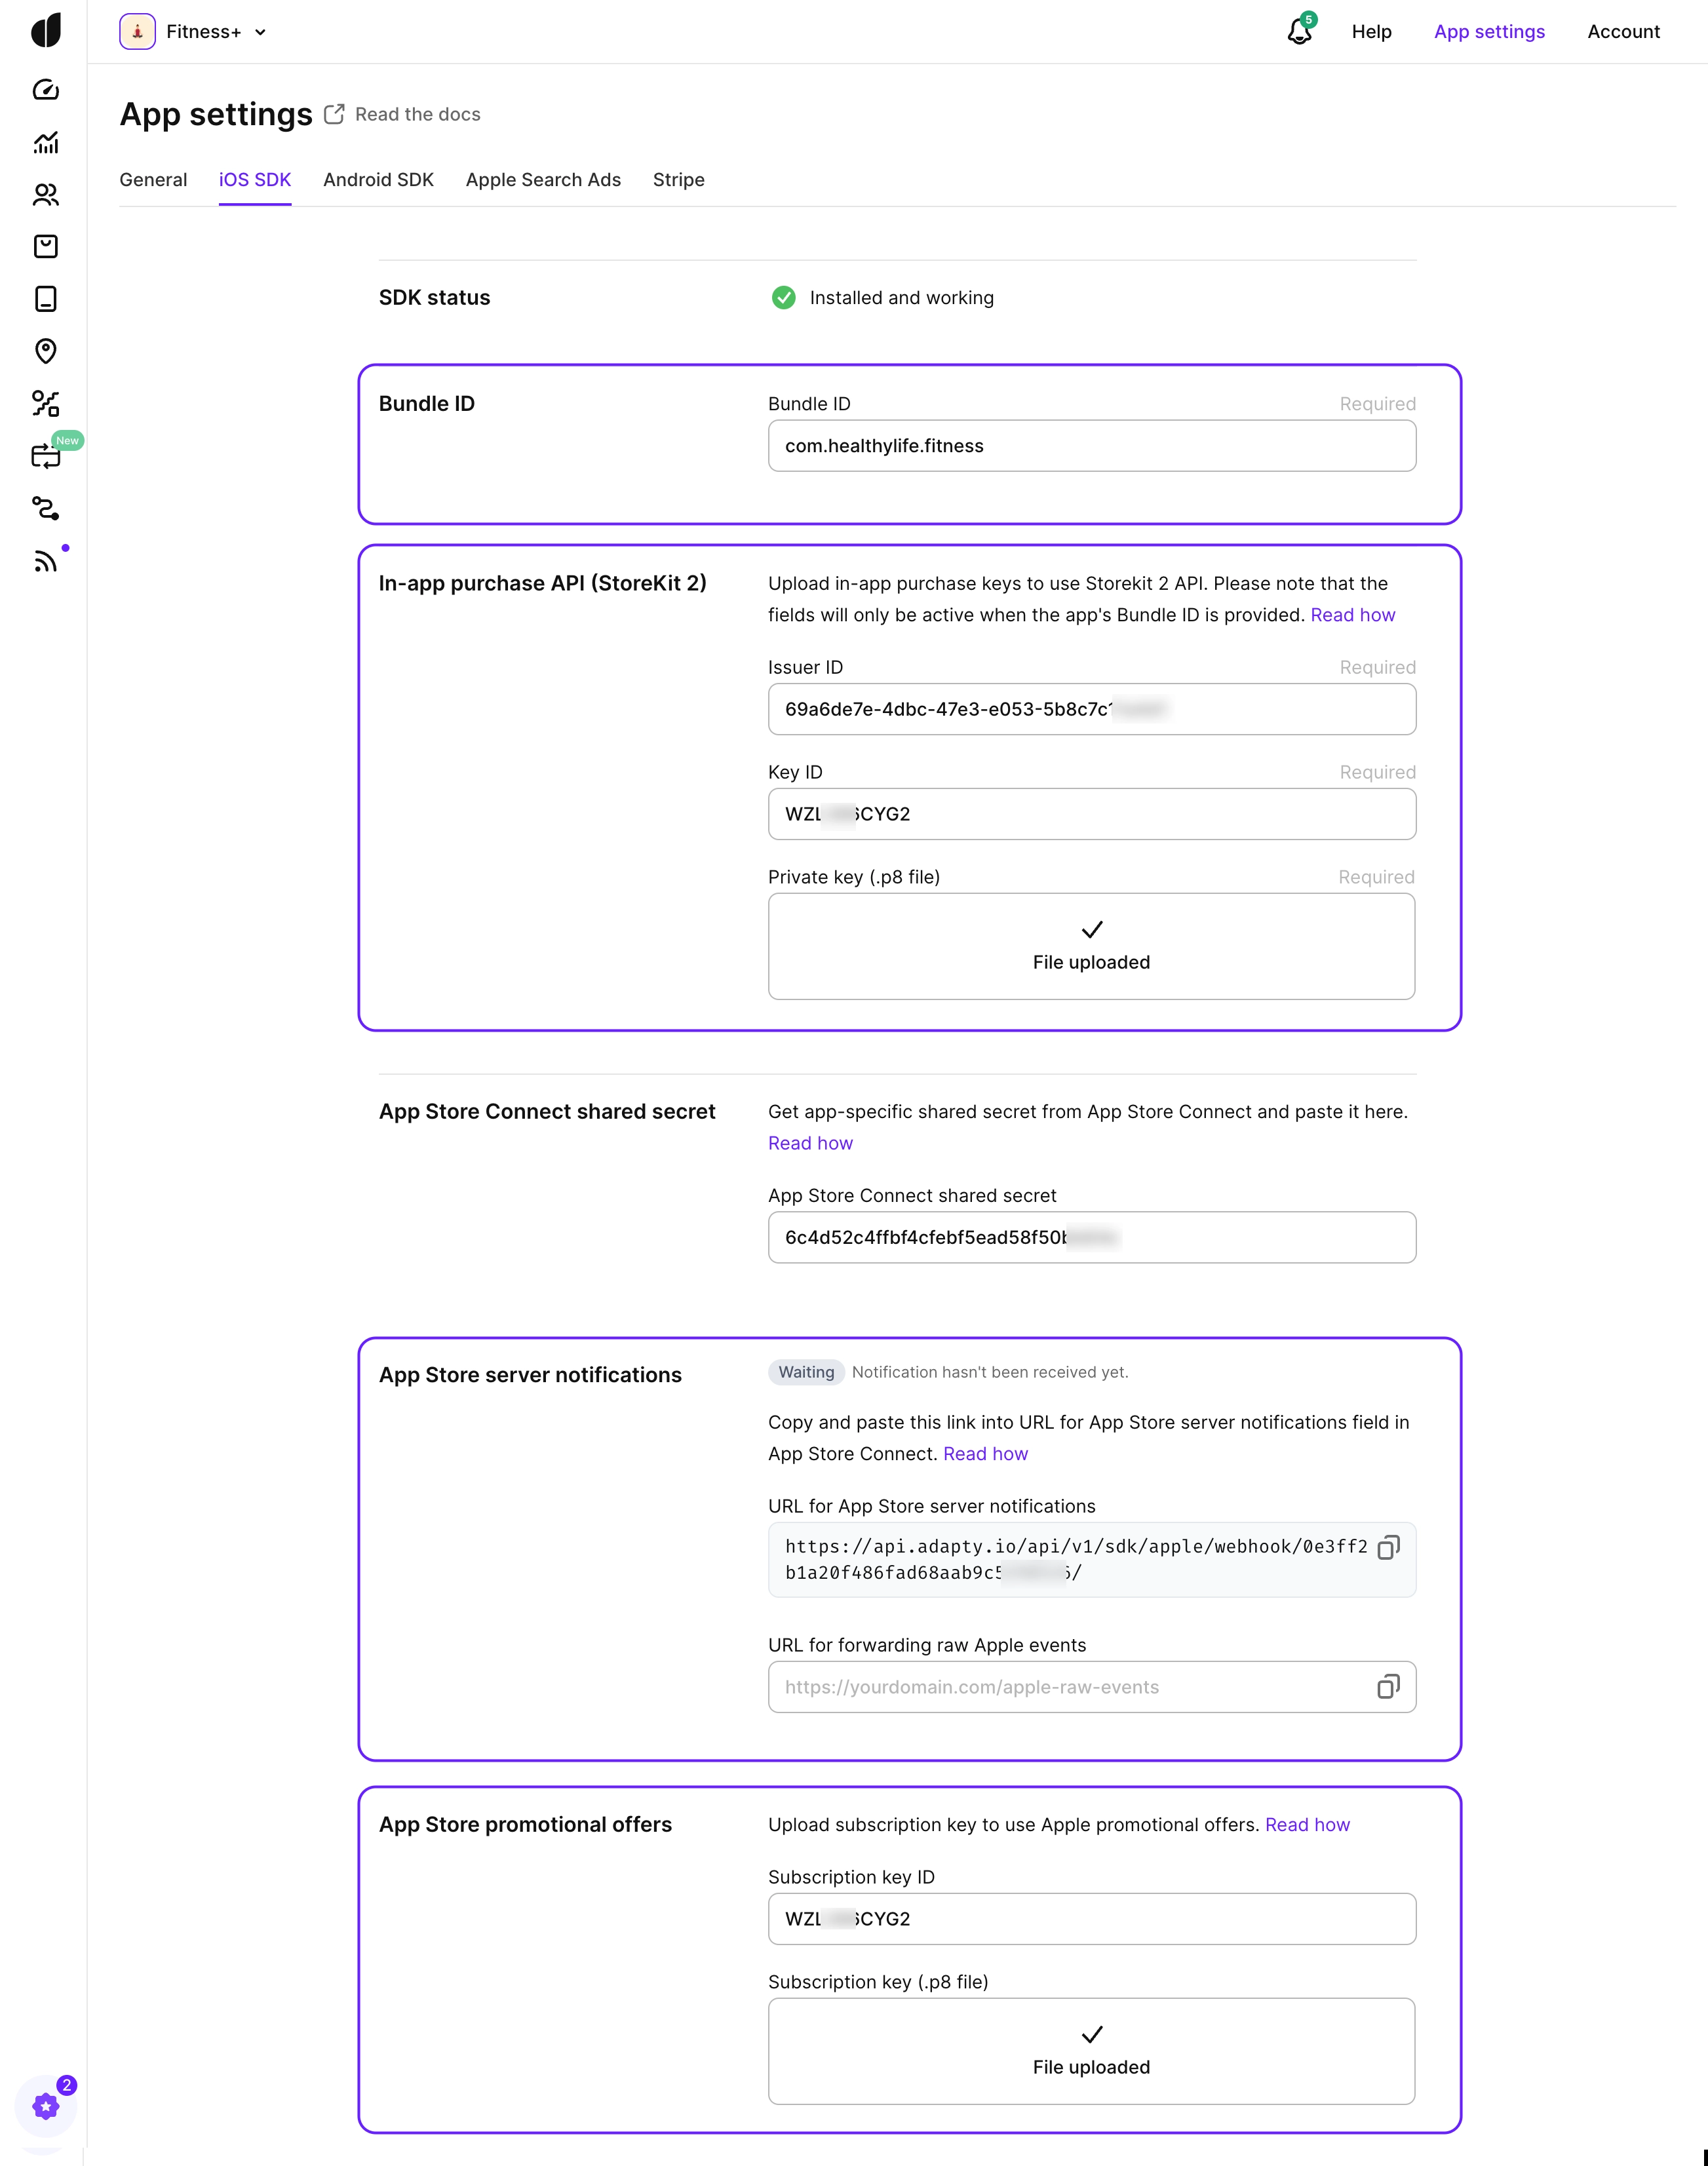 Fitness+
5
Help
App settings
Account
App settings
Read the docs
General
iOS SDK
Android SDK
Apple Search Ads
Stripe
New
SDK status
Installed and working
Bundle ID
Bundle ID
Required
com.healthylife.fitness
In-app purchase API (StoreKit 2)
Upload in-app purchase keys to use Storekit 2 API. Please note that the
fields will only be active when the app's Bundle ID is provided. Read how
Issuer ID
Required
69a6de7e-4dbc-47e3-e053-5b8c7c
Key ID
Required
WZ CYG2
Private key (.p8 file)
Required
File uploaded
App Store Connect shared secret
Get app-specific shared secret from App Store Connect and paste it here.
Read how
App Store Connect shared secret
6c4d52c4ffbf4cfebf5ead58f50
App Store server notifications
Waiting
Notification hasn't been received yet.
Copy and paste this link into URL for App Store server notifications field in
App Store Connect. Read how
URL for App Store server notifications
https://api.adapty.io/api/v1/sdk/apple/webhook/0e3ff2
b1a20f486fad68aab9c /
URL for forwarding raw Apple events
https://yourdomain.com/apple-raw-events
App Store promotional offers
Upload subscription key to use Apple promotional offers. Read how
Subscription key ID
WZ CYG2
Subscription key (.p8 file)
File uploaded
2